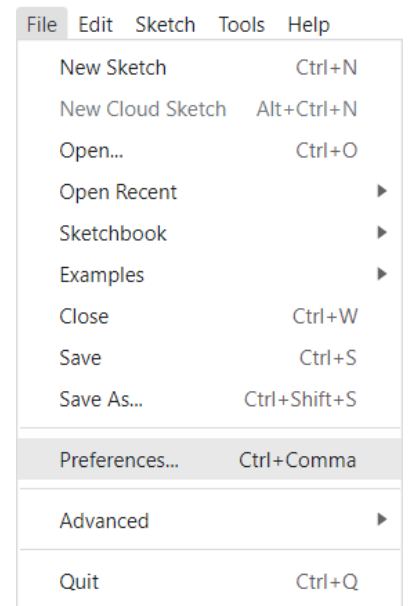 File Edit Sketch Tools Help
New Sketch Ctrl+N
New Cloud Sketch Alt+Ctrl+N
Open... Ctrl+O
Open Recent
Sketchbook
Examples
Close Ctrl+W
Save Ctrl+S
Save As... Ctrl+Shift+S
Preferences... Ctrl+Comma
Advanced
Quit Ctrl+Q